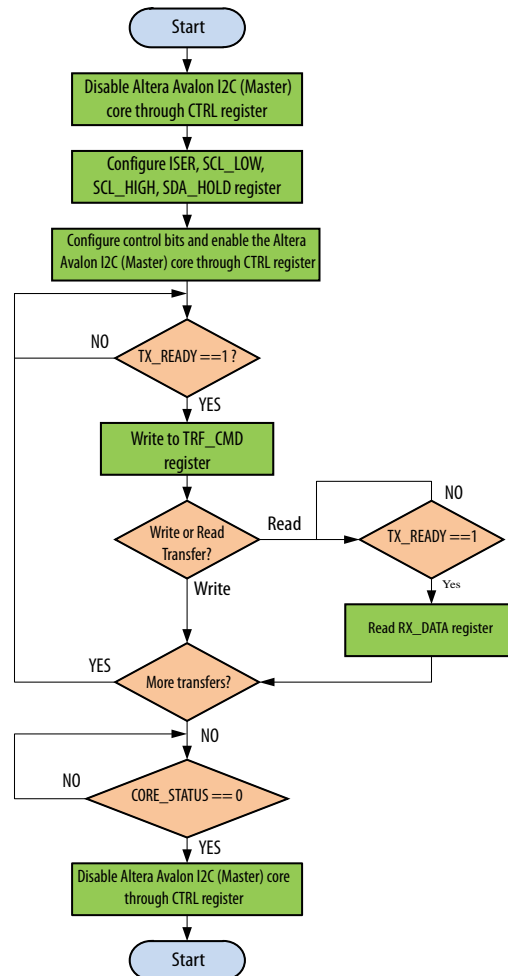 Start
Disable Altera Avalon I2C (Master)
core through CTRL register
Configure ISER, SCL_LOW,
SCL_HIGH, SDA_HOLD register
Configure control bits and enable the Altera
Avalon I2C (Master) core through CTRL register
NO
TX_READY ==1 ?
YES
Write to TRF_CMD
register
NO
Write or Read
Transfer?
Read
TX_READY ==1
Write
Yes
Read RX_DATA register
YES
More transfers?
NO
NO
CORE_STATUS == 0
YES
Disable Altera Avalon I2C (Master) core
through CTRL register
Start